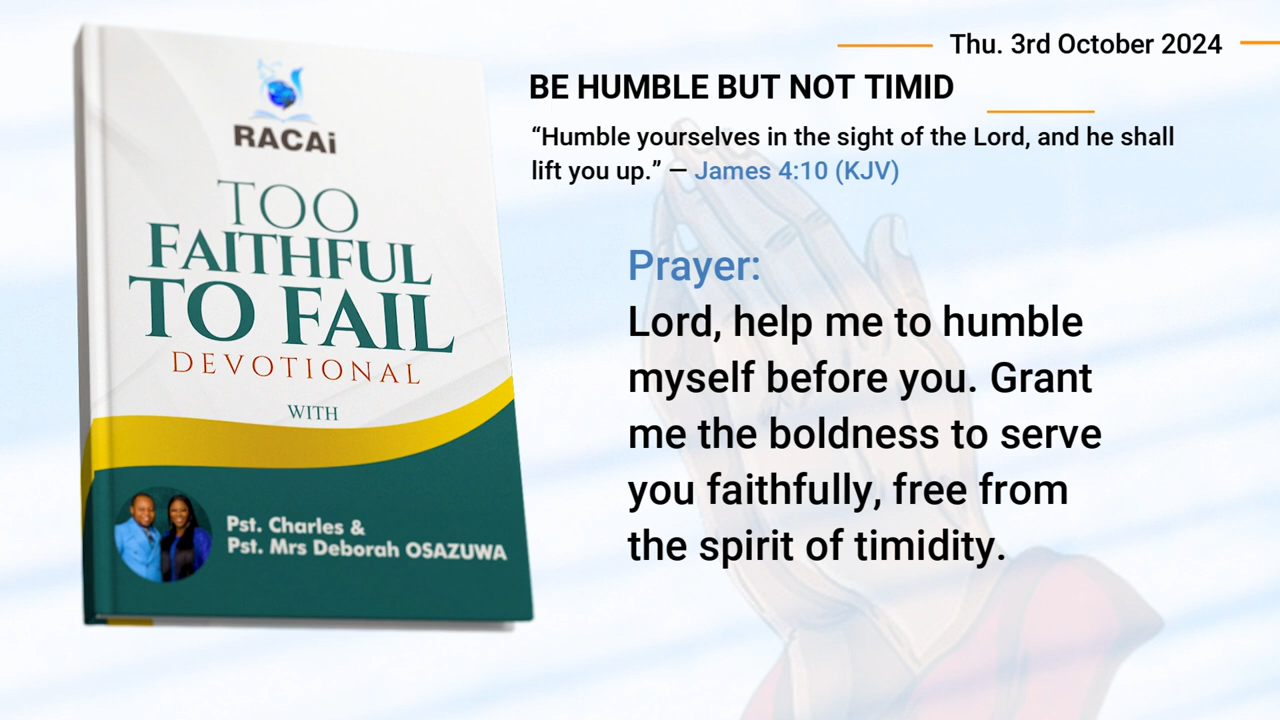 RACAi
TOO
FAITHFUL
TO FAIL
DEVOTIONAL
WITH
Pst. Charles &
Pst. Mrs Deborah OSAZUWA
Thu. 3rd October 2024
BE HUMBLE BUT NOT TIMID
“Humble yourselves in the sight of the Lord, and he shall
lift you up.” — James 4:10 (KJV)
Prayer:
Lord, help me to humble
myself before you. Grant
me the boldness to serve
you faithfully, free from
the spirit of timidity.